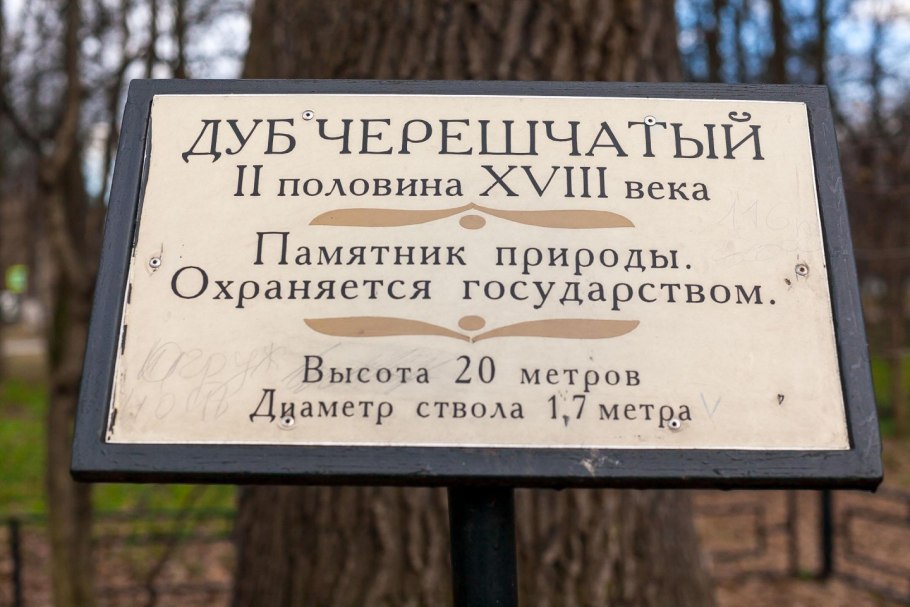 ДУБ ЧЕРЕШЧАТЫЙ
II половина XVIII века
Памятник природы.
Охраняется государством.
Высота 20 метров
Диаметр ствола 1,7 метра